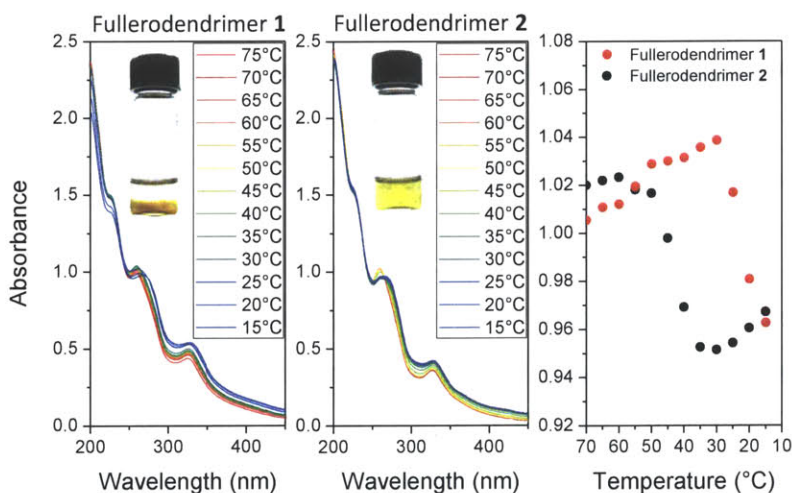 Fullerodendrimer 1
Fullerodendrimer 2
2.5
2.0
1.5
1.0
0.5
0.0
Absorbance
75°C
70°C
65°C
60°C
55°C
50°C
45°C
40°C
35°C
30°C
25°C
20°C
15°C
200
300
400
Wavelength (nm)
2.5
2.0
1.5
1.0
0.5
0.0
75°C
70°C
65°C
60°C
55°C
50°C
45°C
40°C
35°C
30°C
25°C
20°C
15°C
200
300
400
Wavelength (nm)
1.08
1.06
1.04
1.02
1.00
0.98
0.96
0.94
0.92
Fullerodendrimer 1
Fullerodendrimer 2
70 60 50 40 30 20 10
Temperature (°C)